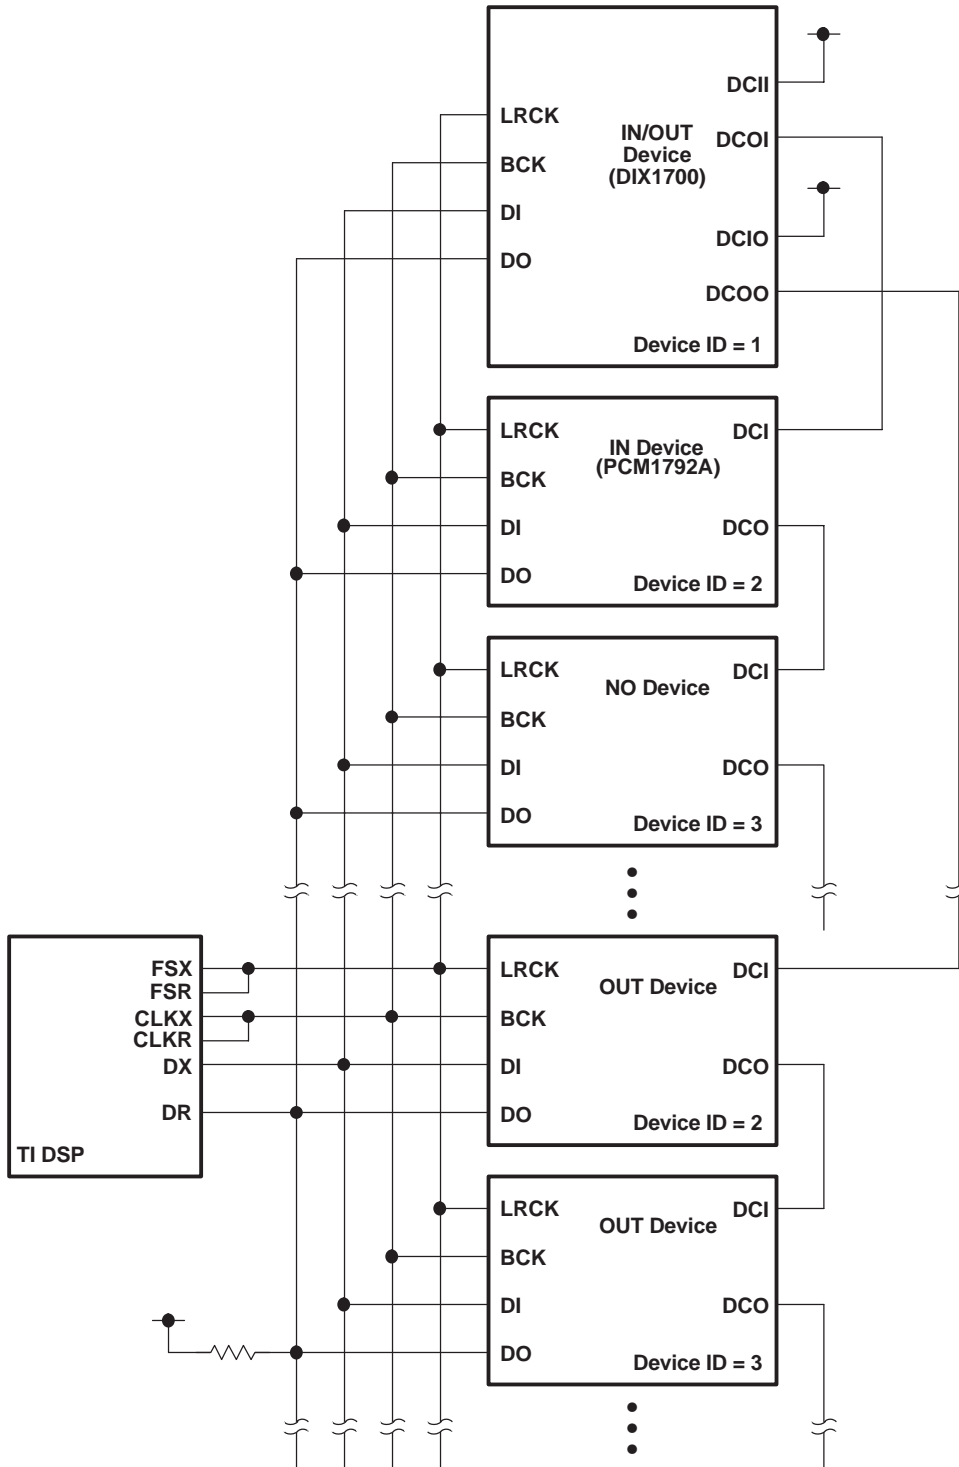 DCII
LRCK
IN/OUT
Device
(DIX1700)
DCOI
BCK
DI
DCIO
DO
DCOO
Device ID = 1
LRCK
DCI
IN Device
(PCM1792A)
BCK
DI
DCO
DO
Device ID = 2
LRCK
DCI
NO Device
BCK
DI
DCO
DO
Device ID = 3
FSX
FSR
CLKX
CLKR
DX
DR
TI DSP
LRCK
DCI
OUT Device
BCK
DI
DCO
DO
Device ID = 2
LRCK
DCI
OUT Device
BCK
DI
DCO
DO
Device ID = 3